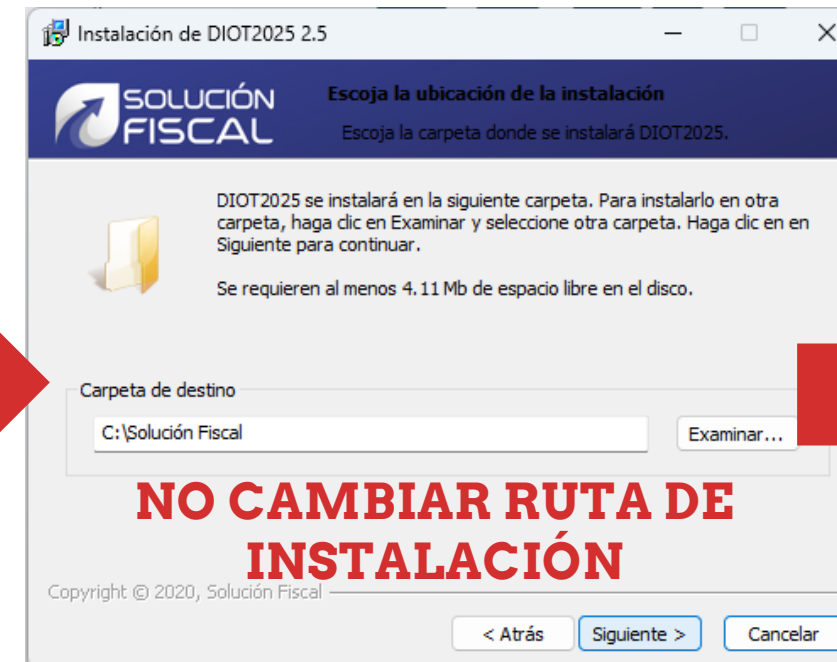 Instalación de DIOT2025 2.5
SOLUCIÓN
FISCAL
Escoja la ubicación de la instalación
Escoja la carpeta donde se instalará DIOT2025.
DIOT2025 se instalará en la siguiente carpeta. Para instalarlo en otra
carpeta, haga clic en Examinar y seleccione otra carpeta. Haga clic en en
Siguiente para continuar.
Se requieren al menos 4.11 Mb de espacio libre en el disco.
Carpeta de destino
C:\Solución Fiscal
Examinar...
NO CAMBIAR RUTA DE
INSTALACIÓN
Copyright © 2020, Solución Fiscal
< Atrás
Siguiente >
Cancelar